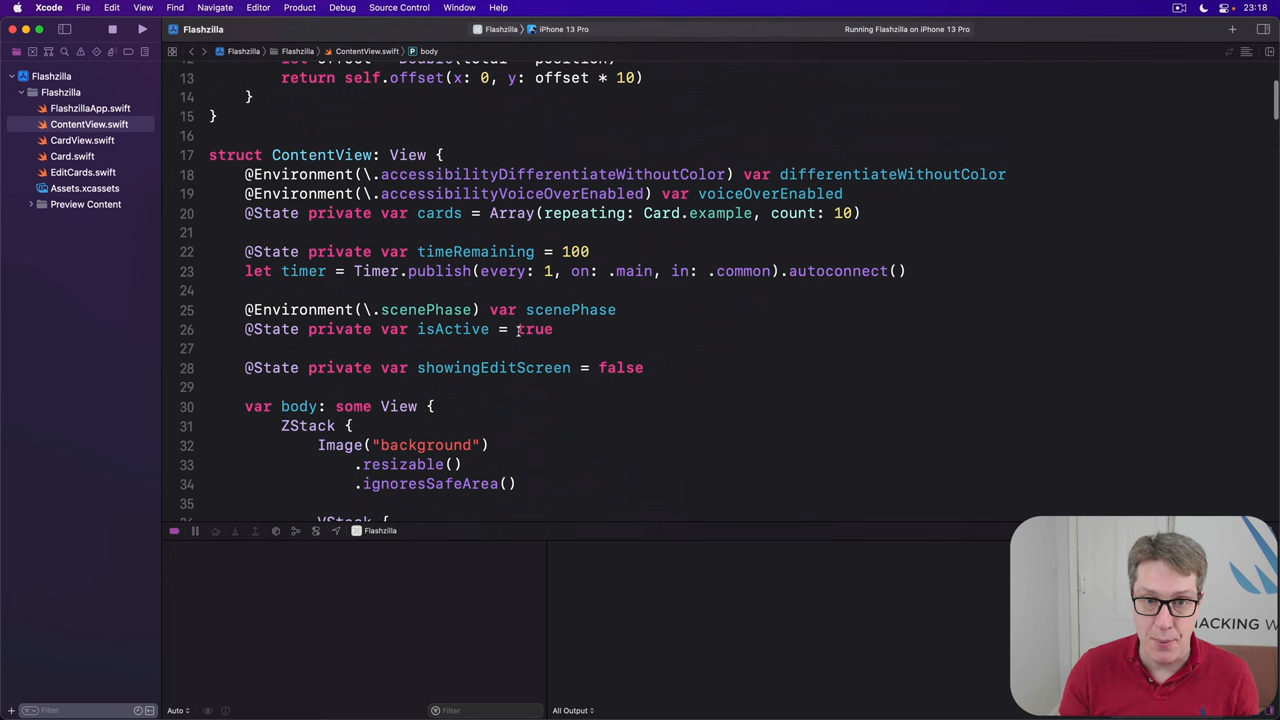 Xcode File Edit View Find Navigate Editor Product Debug Source Control Window Help 23:18
Flashzilla Flashzilla iPhone 13 Pro Running Flashzilla on iPhone 13 Pro
Flashzilla Flashzilla ContentView.swift body
Flashzilla
Flashzilla
FlashzillaApp.swift
ContentView.swift
CardView.swift
Card.swift
EditCards.swift
Assets.xcassets
Preview Content
13 return self.offset(x: 0, y: offset * 10)
14 }
15 }
16
17 struct ContentView: View {
18 @Environment(\.accessibilityDifferentiateWithoutColor) var differentiateWithoutColor
19 @Environment(\.accessibilityVoiceOverEnabled) var voiceOverEnabled
20 @State private var cards = Array(repeating: Card.example, count: 10)
21
22 @State private var timeRemaining = 100
23 let timer = Timer.publish(every: 1, on: .main, in: .common).autoconnect()
24
25 @Environment(\.scenePhase) var scenePhase
26 @State private var isActive = true
27
28 @State private var showingEditScreen = false
29
30 var body: some View {
31 ZStack {
32 Image("background")
33 .resizable()
34 .ignoresSafeArea()
35
VStack {
Flashzilla
HACKING W
Filter
Auto
Filter
All Output